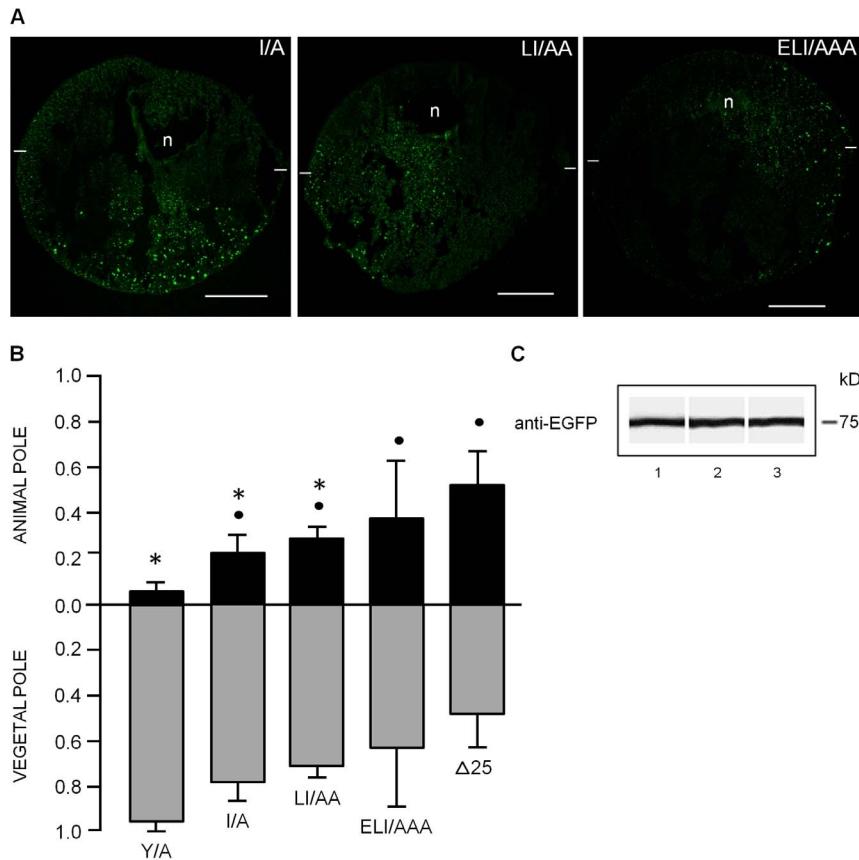 A
I/A
LI/AA
ELI/AAA
n
n
n
B
1.0
0.8
0.6
0.4
0.2
0.0
0.2
0.4
0.6
0.8
1.0
ANIMAL POLE
VEGETAL POLE
*
*
*
Y/A
I/A
LI/AA
ELI/AAA
Δ25
C
kD
anti-EGFP
75
1 2 3